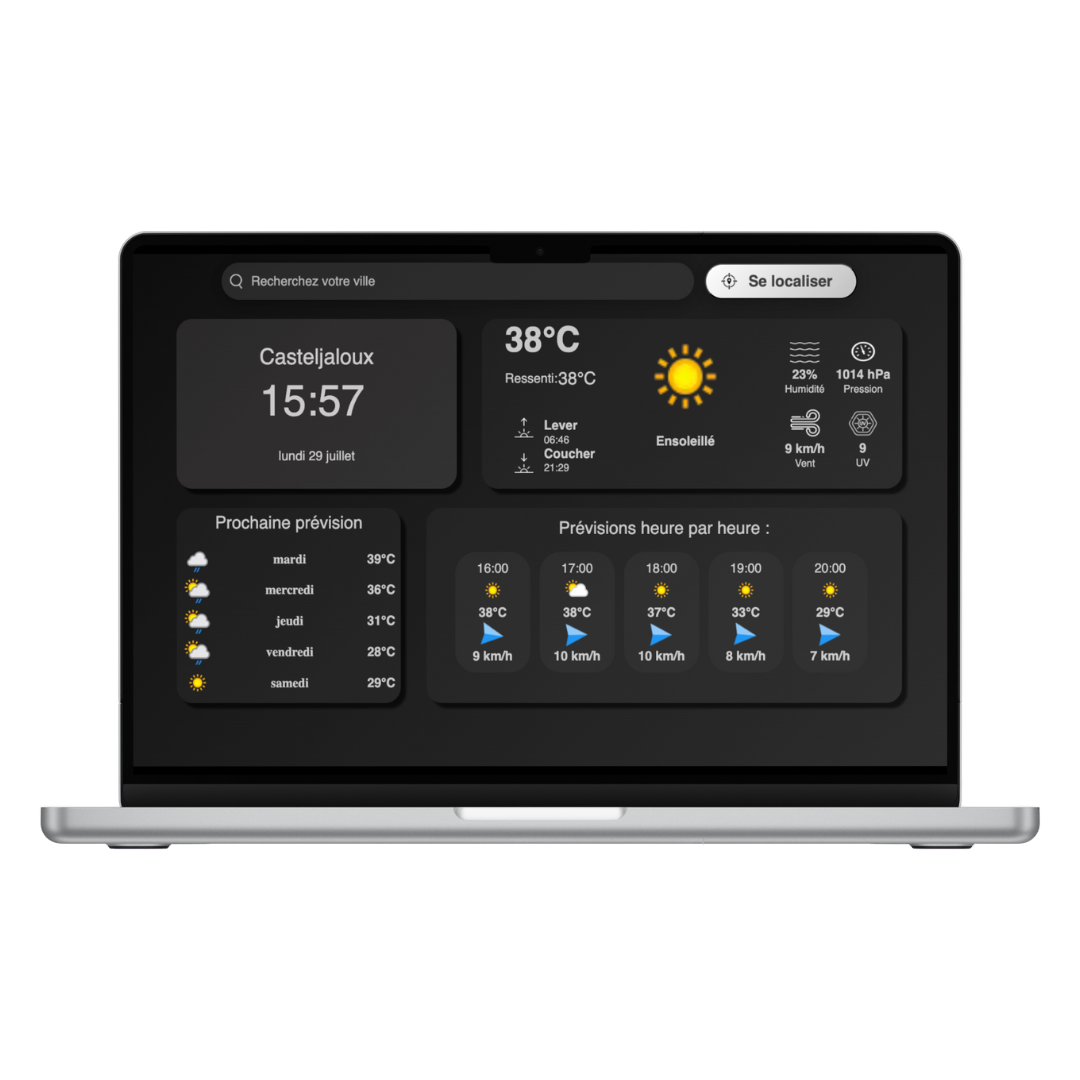 Recherchez votre ville
Se localiser
Casteljaloux
15:57
lundi 29 juillet
38°C
Ressenti:38°C
Lever
06:46
Coucher
21:29
Ensoleillé
23%
Humidité
1014 hPa
Pression
9 km/h
Vent
9
UV
Prochaine prévision
mardi 39°C
mercredi 36°C
jeudi 31°C
vendredi 28°C
samedi 29°C
Prévisions heure par heure :
16:00 17:00 18:00 19:00 20:00
38°C 38°C 37°C 33°C 29°C
9 km/h 10 km/h 10 km/h 8 km/h 7 km/h